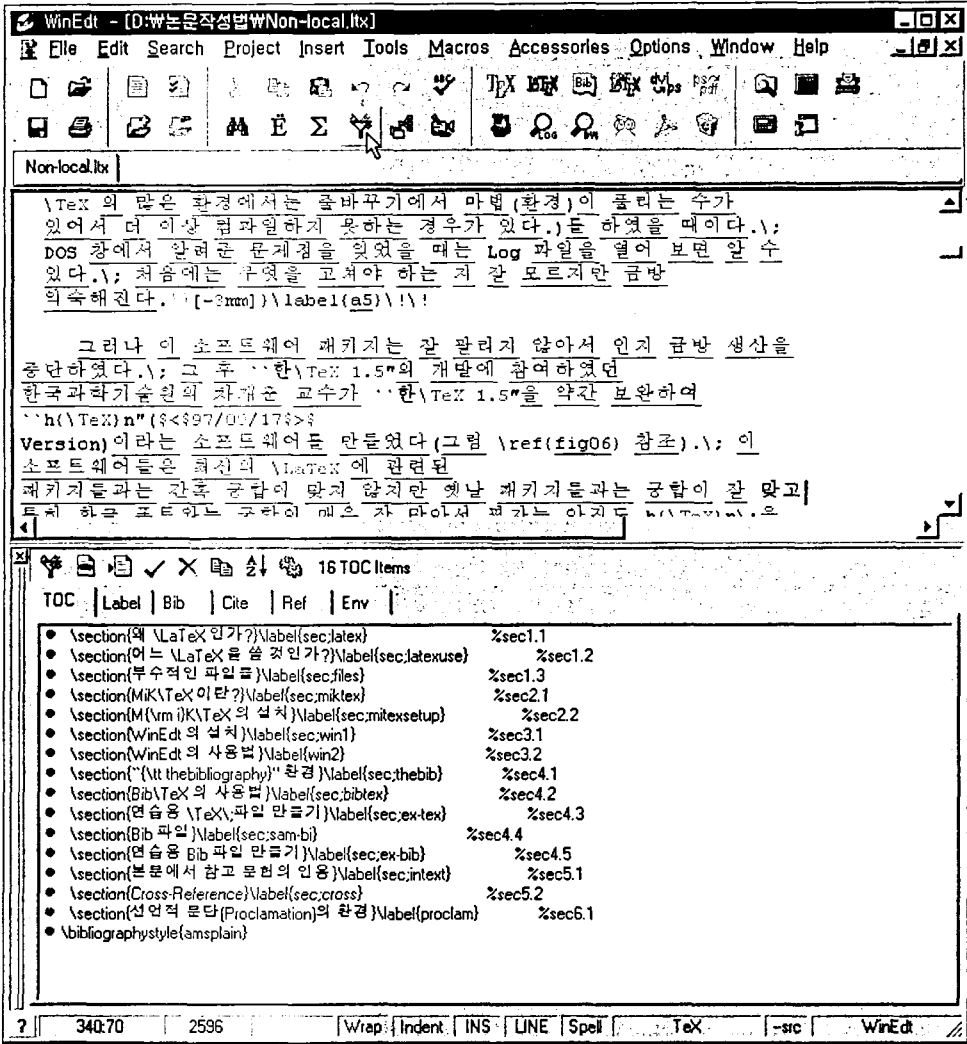 WinEdt - [D:\논문작성법\Non-local.ltx]
File Edit Search Project Insert Tools Macros Accessories Options Window Help
Non-local.ltx
\TeX 의 많은 환경에서는 줄바꾸기에서 마법(환경)이 풀리는 수가
있어서 더 이상 컴파일하지 못하는 경우가 있다.)를 하였을 때이다.\;
DOS 창에서 알려준 문제점을 잊었을 때는 Log 파일을 열어 보면 알 수
있다.\; 처음에는 무엇을 고쳐야 하는 지 잘 모르지만 금방
익숙해진다. [-3mm])\label{a5}\!\!
그러나 이 소프트웨어 패키지는 잘 팔리지 않아서 인지 금방 생산을
중단하였다.\; 그 후 ``한\TeX 1.5"의 개발에 참여하였던
한국과학기술원의 차재춘 교수가 ``한\TeX 1.5"을 약간 보완하여
``h{\TeX}n"($<$97/09/17$>$
Version)이라는 소프트웨어를 만들었다(그림 \ref{fig06} 참조).\; 이
소프트웨어들은 최신의 \LaTeX 에 관련된
패키지들과는 간혹 궁합이 맞지 않지만 옛날 패키지들과는 궁합이 잘 맞고
16 TOC Items
TOC Label Bib Cite Ref Env
\section{왜 \LaTeX 인가?}\label{sec;latex} %sec1.1
\section{어느 \LaTeX 을 쓸 것인가?}\label{sec;latexuse} %sec1.2
\section{부수적인 파일들}\label{sec;files} %sec1.3
\section{MiK\TeX 이란?}\label{sec;miktex} %sec2.1
\section{M{\rm i}K\TeX 의 설치}\label{sec;mitexsetup} %sec2.2
\section{WinEdt 의 설치}\label{sec;win1} %sec3.1
\section{WinEdt 의 사용법}\label{win2} %sec3.2
\section{``{\tt thebibliography}'' 환경}\label{sec;thebib} %sec4.1
\section{Bib\TeX 의 사용법}\label{sec;bibtex} %sec4.2
\section{연습용 \TeX\;파일 만들기}\label{sec;ex-tex} %sec4.3
\section{Bib 파일}\label{sec;sam-bi} %sec4.4
\section{연습용 Bib 파일 만들기}\label{sec;ex-bib} %sec4.5
\section{본문에서 참고 문헌의 인용}\label{sec;intext} %sec5.1
\section{Cross-Reference}\label{sec;cross} %sec5.2
\section{선언적 문단(Proclamation)의 환경}\label{proclam} %sec6.1
\bibliographystyle{amsplain}
? 340:70 2596 Wrap Indent INS LINE Spell TeX -src WinEdt